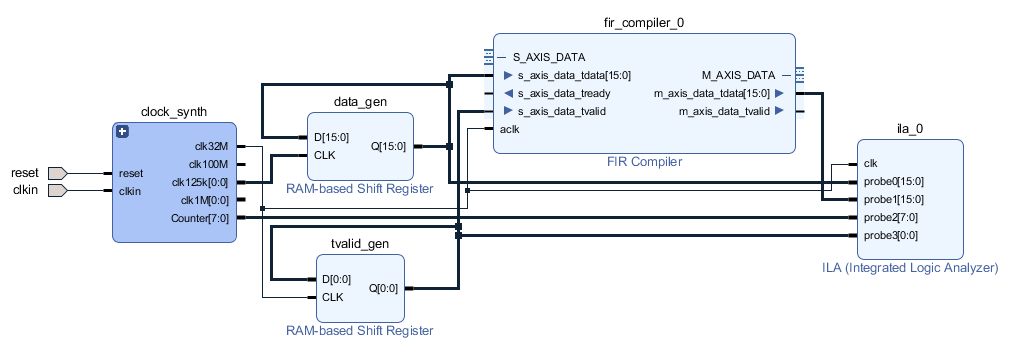 fir_compiler_0
S_AXIS_DATA
s_axis_data_tdata[15:0]
s_axis_data_tready
s_axis_data_tvalid
aclk
M_AXIS_DATA
m_axis_data_tdata[15:0]
m_axis_data_tvalid
FIR Compiler
data_gen
D[15:0]
CLK
Q[15:0]
RAM-based Shift Register
clock_synth
reset
clkin
reset
clkin
clk32M
clk100M
clk125k[0:0]
clk1M[0:0]
Counter[7:0]
ila_0
clk
probe0[15:0]
probe1[15:0]
probe2[7:0]
probe3[0:0]
ILA (Integrated Logic Analyzer)
tvalid_gen
D[0:0]
CLK
Q[0:0]
RAM-based Shift Register